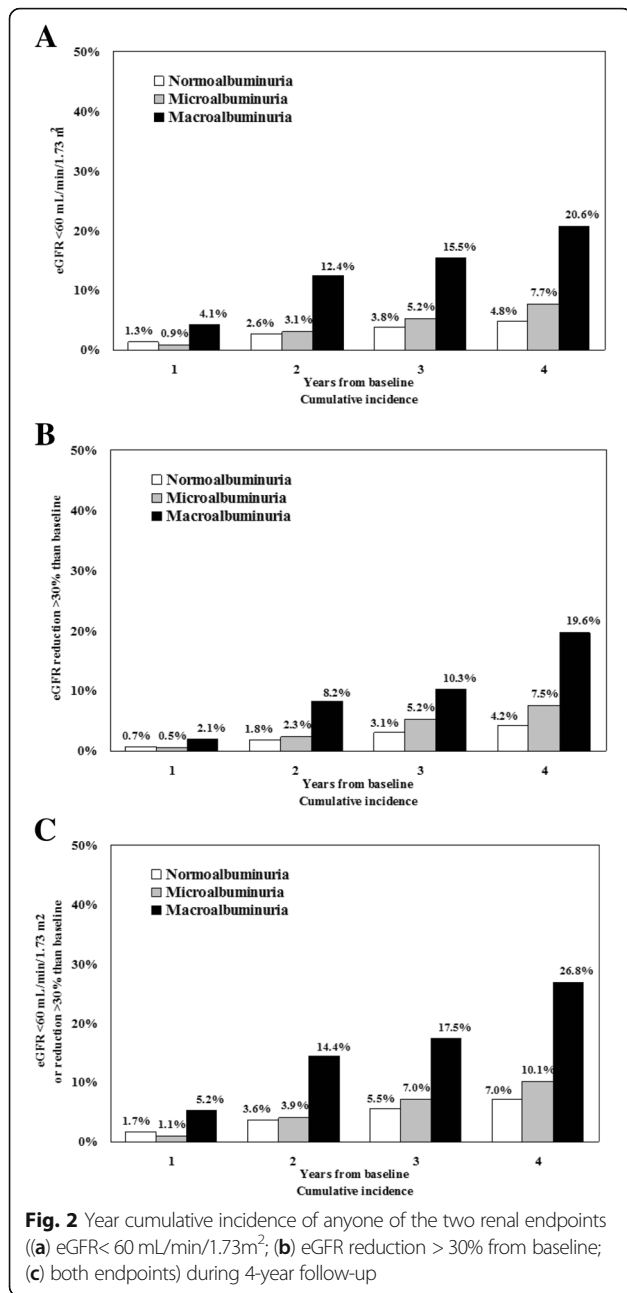 A
50%
40%
30%
20%
10%
0%
eGFR <60 mL/min/1.73 m²
Normoalbuminuria
Microalbuminuria
Macroalbuminuria
1.3% 0.9% 4.1%
2.6% 3.1% 12.4%
3.8% 5.2% 15.5%
4.8% 7.7% 20.6%
1 2 3 4
Years from baseline
Cumulative incidence
B
50%
40%
30%
20%
10%
0%
eGFR reduction >30% than baseline
Normoalbuminuria
Microalbuminuria
Macroalbuminuria
0.7% 0.5% 2.1%
1.8% 2.3% 8.2%
3.1% 5.2% 10.3%
4.2% 7.5% 19.6%
1 2 3 4
Years from baseline
Cumulative incidence
C
50%
40%
30%
20%
10%
0%
eGFR <60 mL/min/1.73 m2
or reduction >30% than baseline
Normoalbuminuria
Microalbuminuria
Macroalbuminuria
1.7% 1.1% 5.2%
3.6% 3.9% 14.4%
5.5% 7.0% 17.5%
7.0% 10.1% 26.8%
1 2 3 4
Years from baseline
Cumulative incidence
Fig. 2 Year cumulative incidence of anyone of the two renal endpoints
((a) eGFR< 60 mL/min/1.73m²; (b) eGFR reduction > 30% from baseline;
(c) both endpoints) during 4-year follow-up